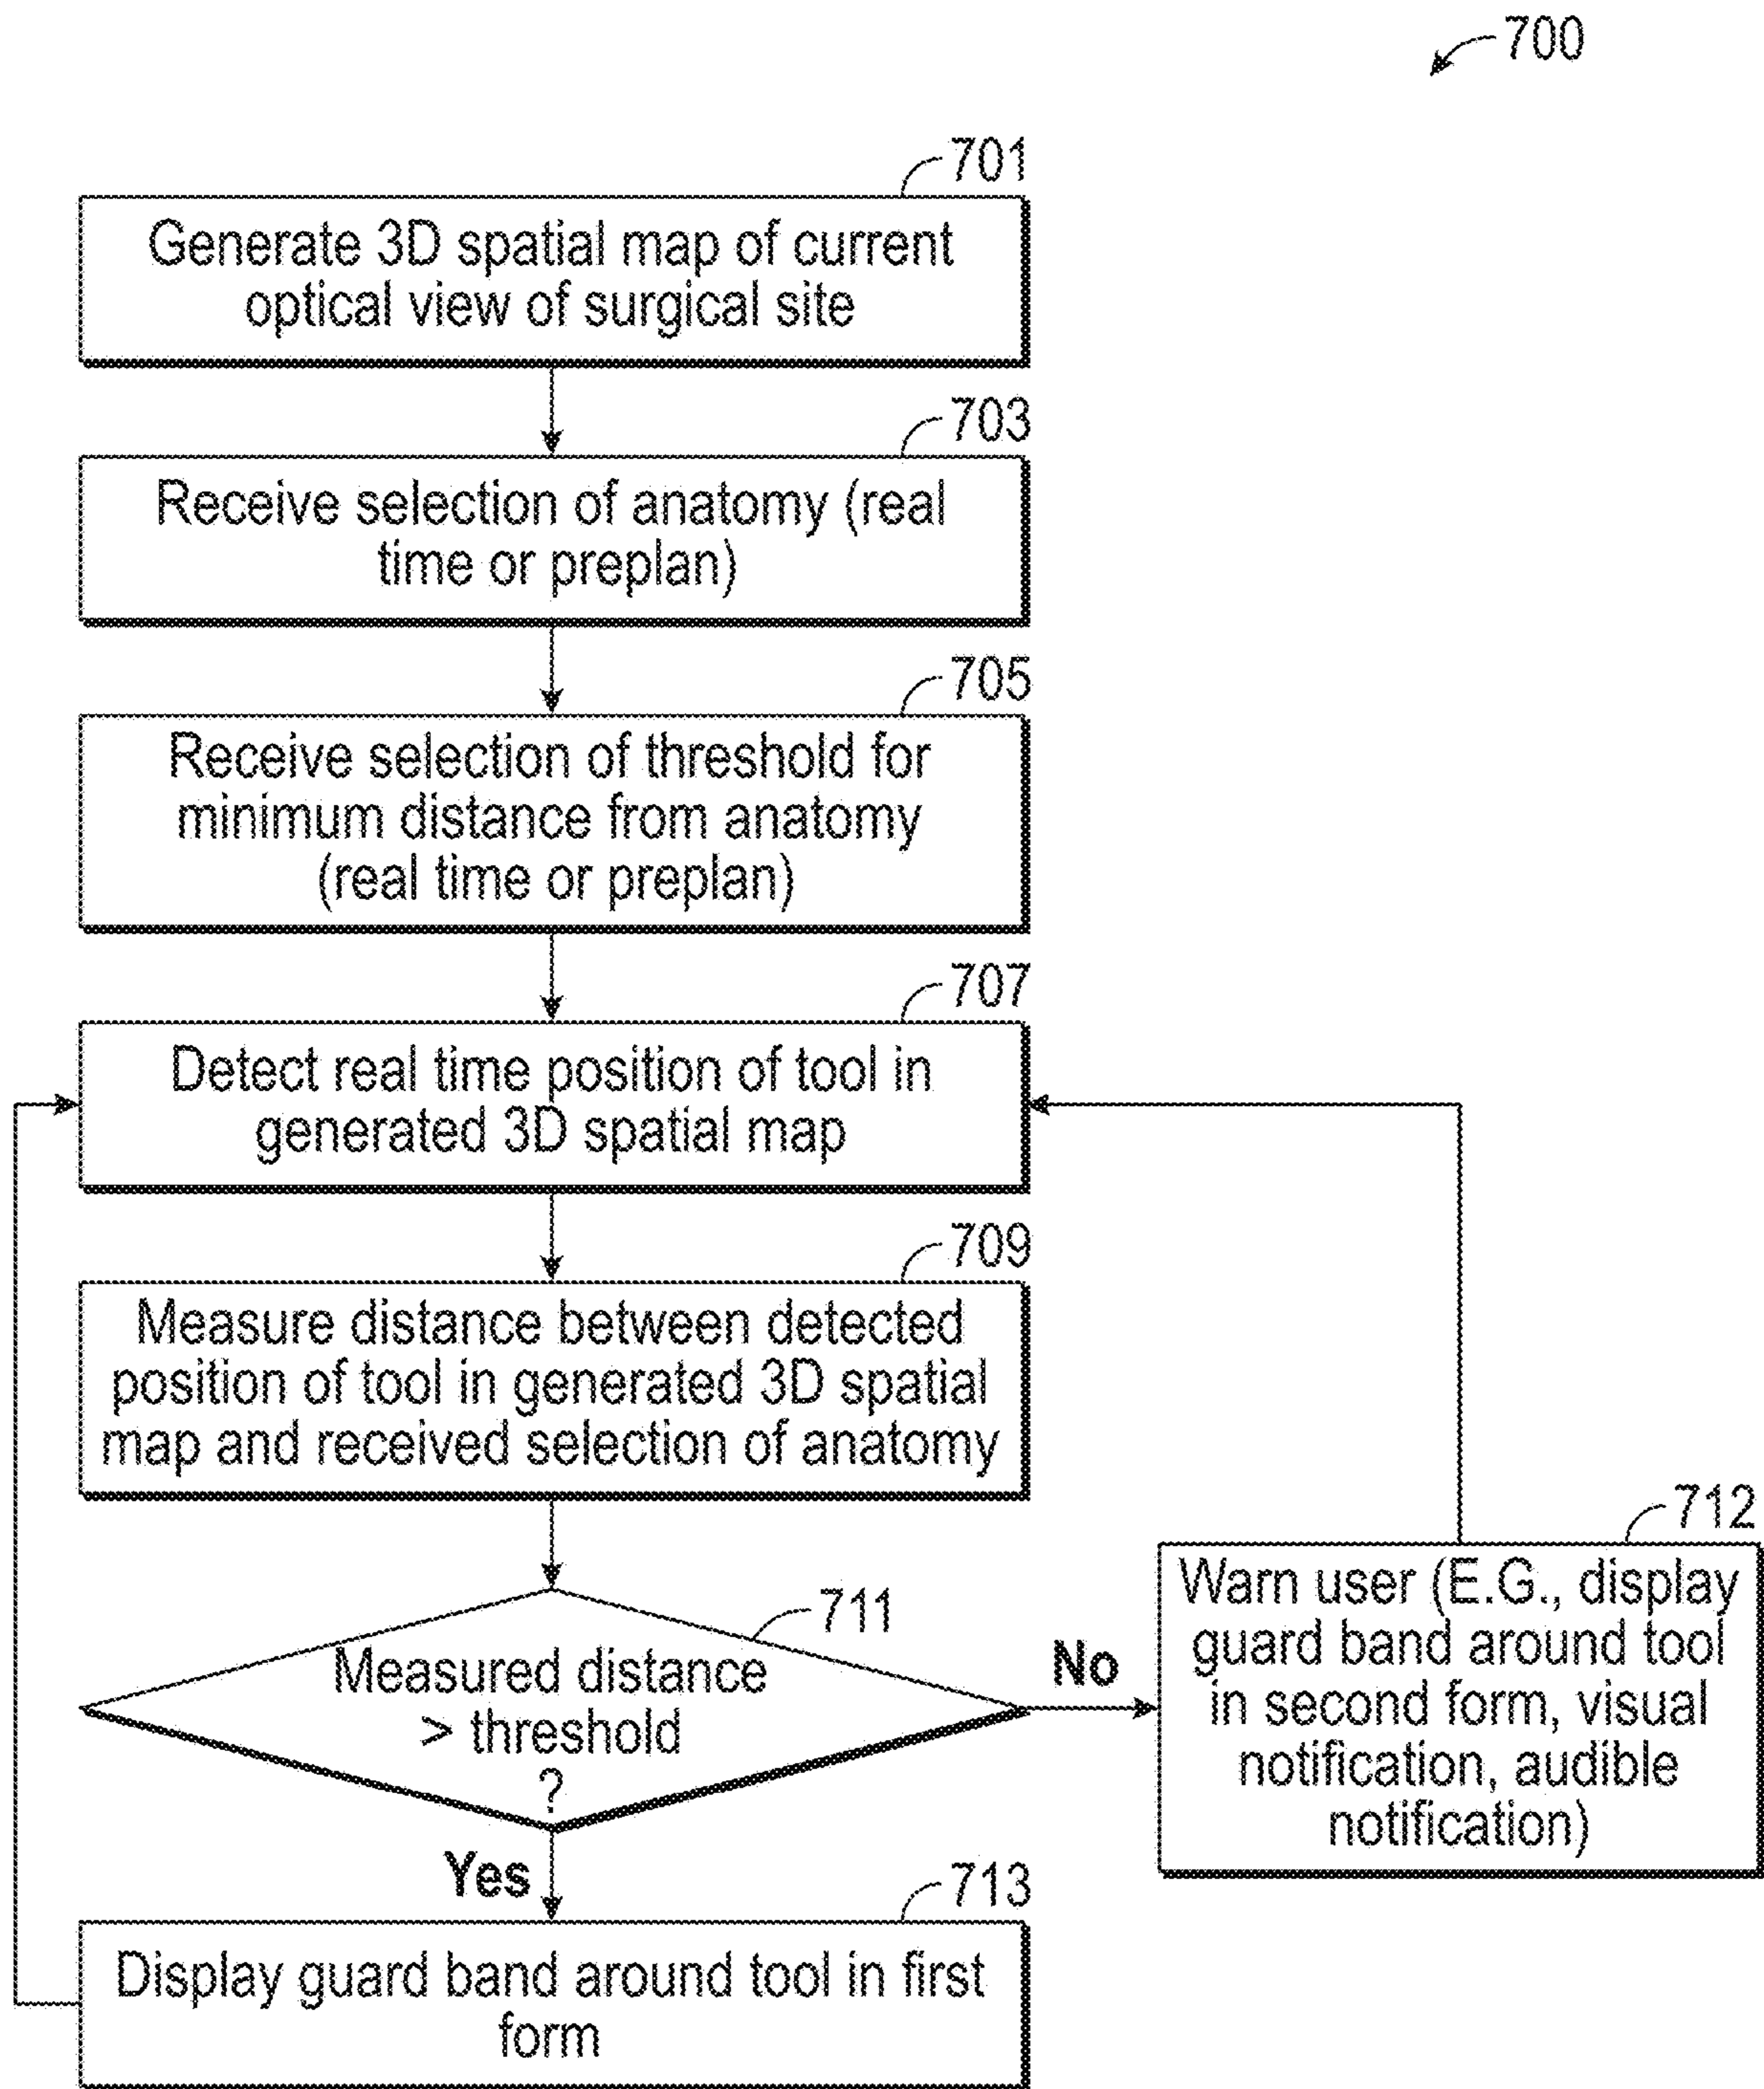 700
701
Generate 3D spatial map of current
optical view of surgical site
703
Receive selection of anatomy (real
time or preplan)
705
Receive selection of threshold for
minimum distance from anatomy
(real time or preplan)
707
Detect real time position of tool in
generated 3D spatial map
709
Measure distance between detected
position of tool in generated 3D spatial
map and received selection of anatomy
711
Measured distance
> threshold
?
No
712
Warn user (E.G., display
guard band around tool
in second form, visual
notification, audible
notification)
Yes
713
Display guard band around tool in first
form